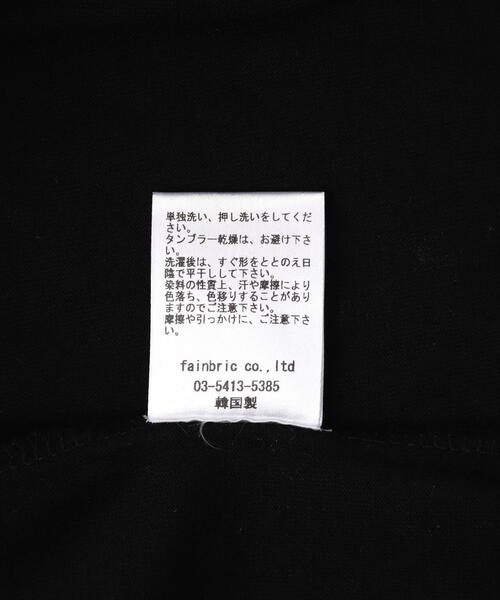 単独洗い、押し洗いをしてくだ
さい。
タンブラー乾燥は、お避け下さ
い。
洗濯後は、すぐ形をととのえ日
陰で平干しして下さい。
染料の性質上、汗や摩擦により
色落ち、色移りすることがあり
ますのでご注意下さい。
摩擦や引っかけに、ご注意下さ
い。
fainbric co.,ltd
03-5413-5385
韓国製